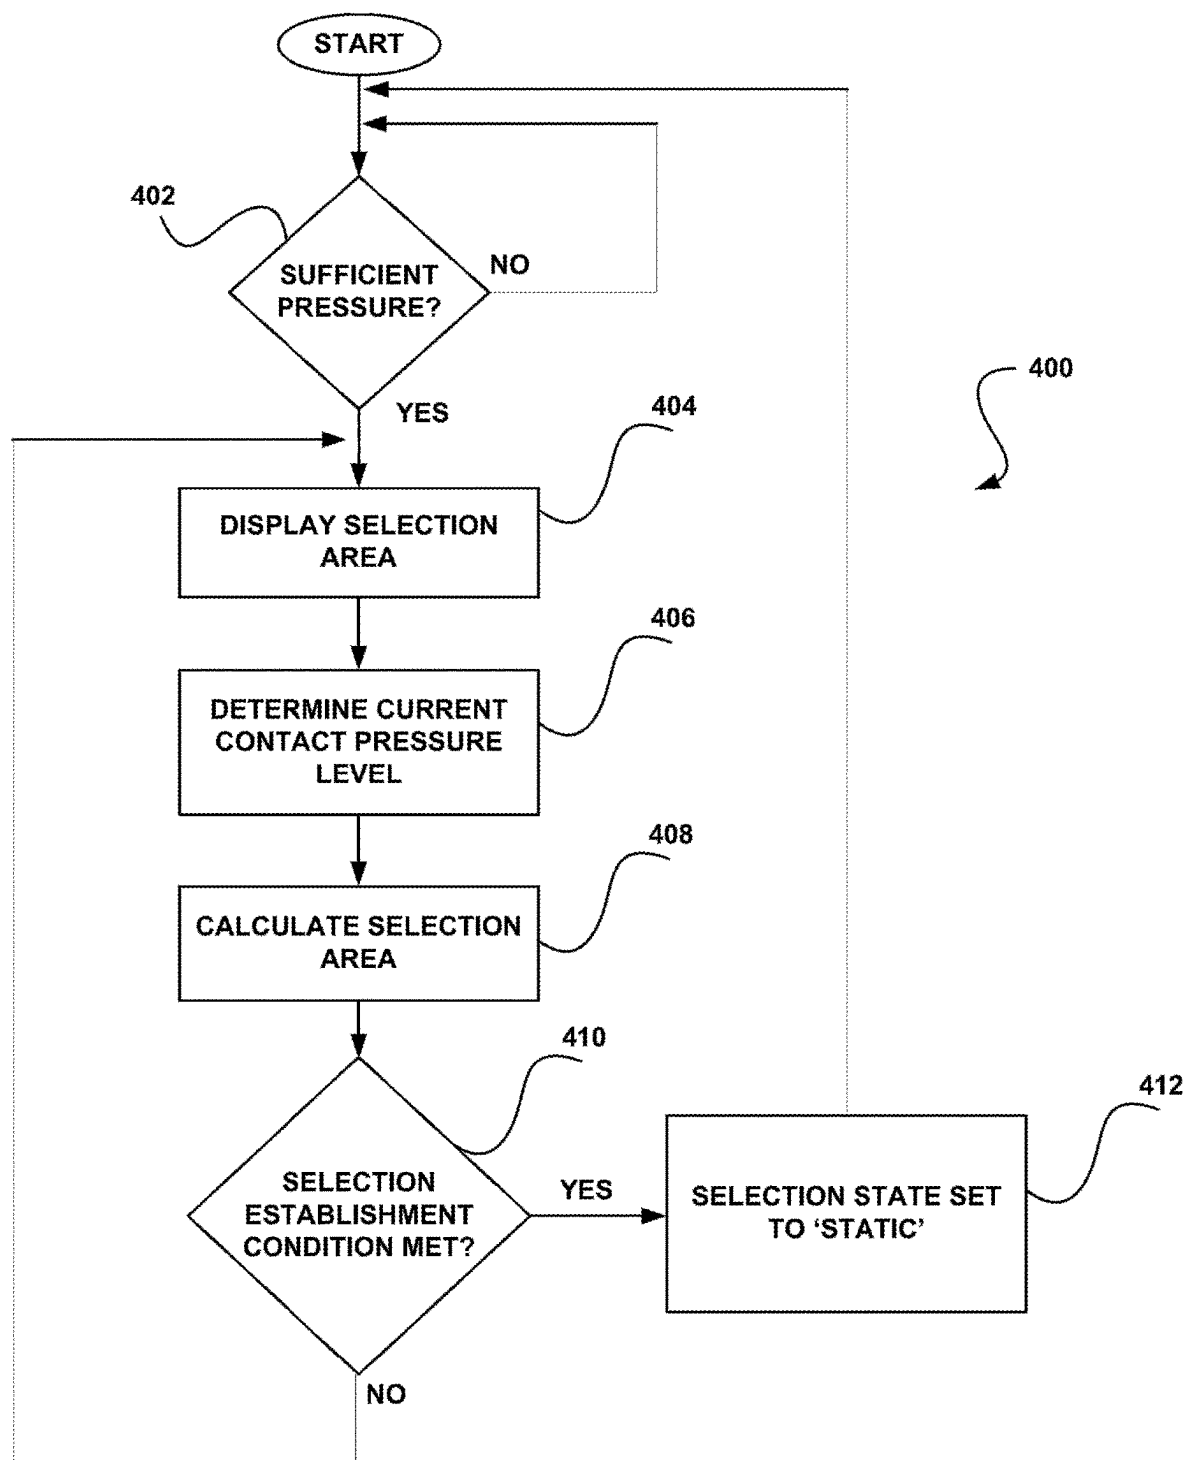 START
402
SUFFICIENT
PRESSURE?
NO
400
YES
404
DISPLAY SELECTION
AREA
406
DETERMINE CURRENT
CONTACT PRESSURE
LEVEL
408
CALCULATE SELECTION
AREA
410
412
SELECTION
ESTABLISHMENT
CONDITION MET?
YES
SELECTION STATE SET
TO ‘STATIC’
NO